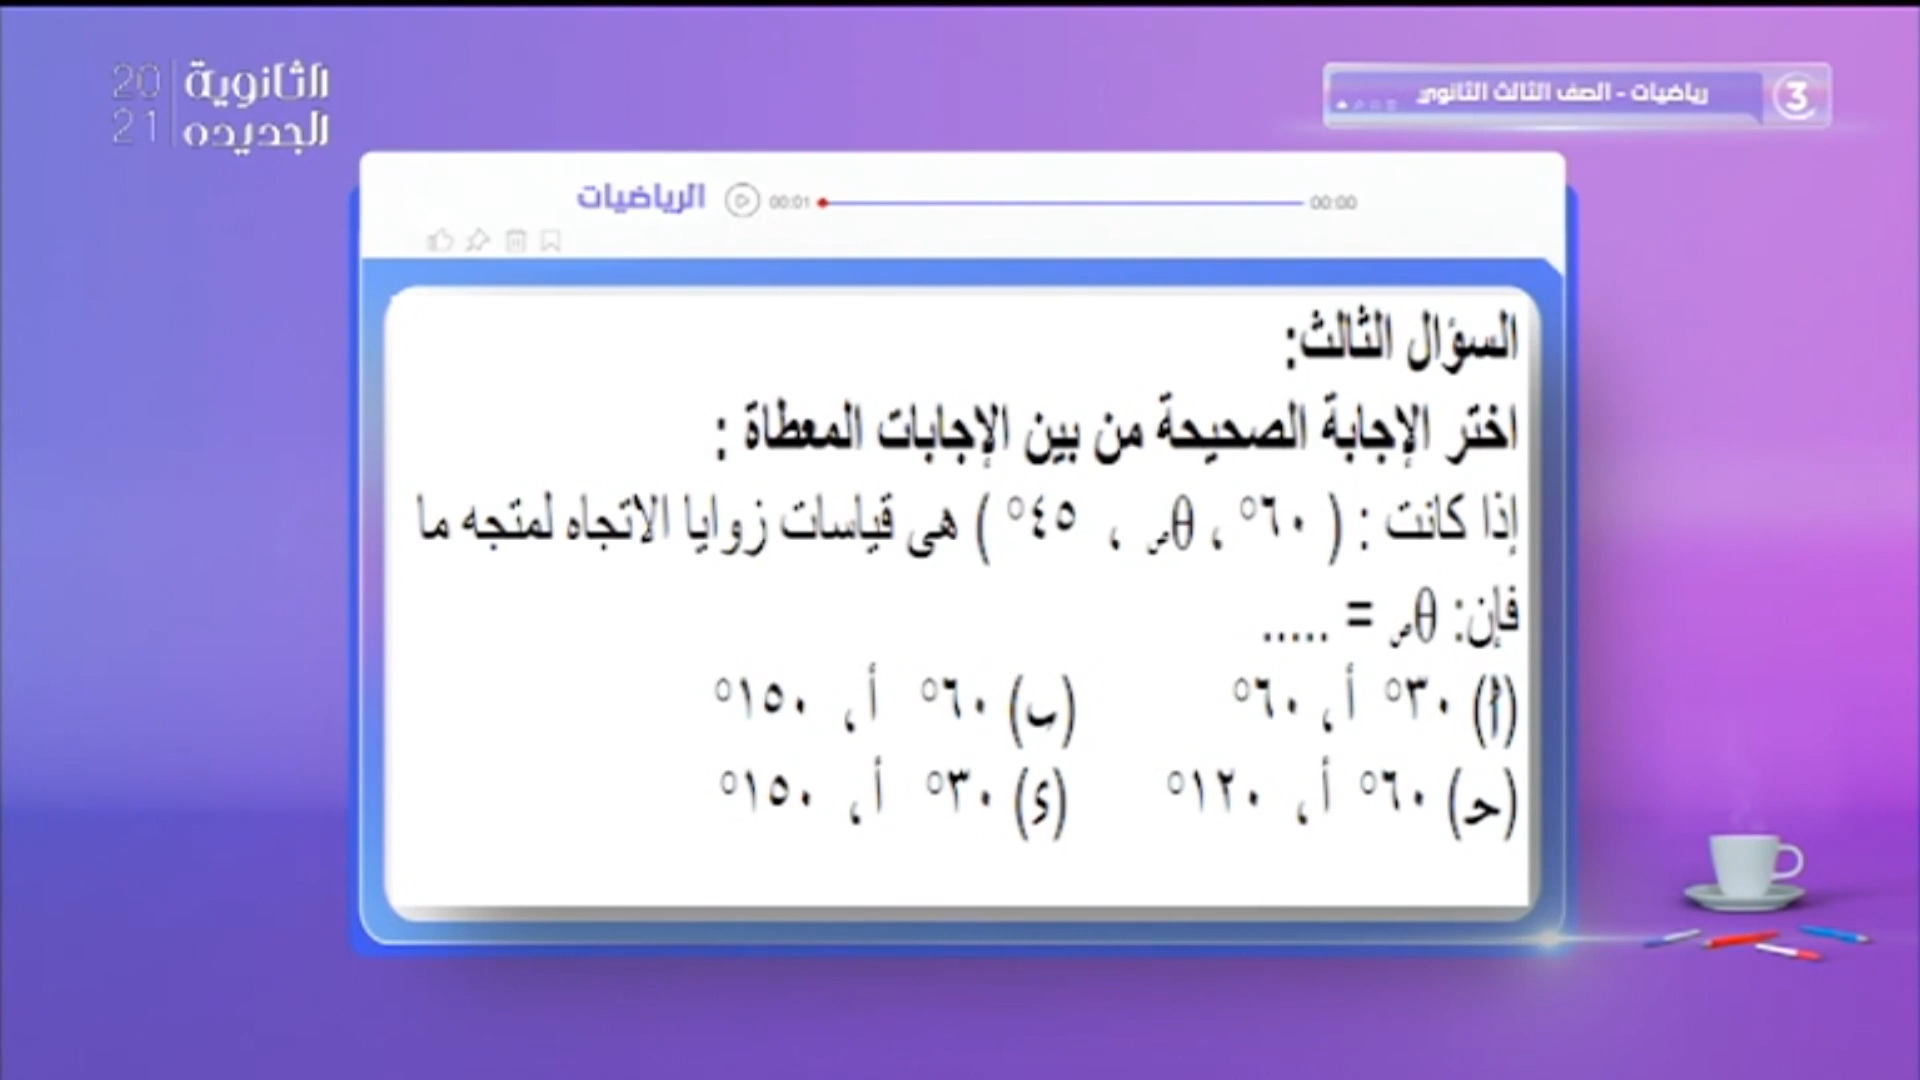 20 الثانوية
21 الجديدة
رياضيات - الصف الثالث الثانوي 3
الرياضيات 00:01 00:00
السؤال الثالث:
اختر الإجابة الصحيحة من بين الإجابات المعطاة :
إذا كانت : ( ٦٠° ، θص ، ٤٥° ) هى قياسات زوايا الاتجاه لمتجه ما
فإن: θص = .....
(أ) ٣٠° أ، ٦٠° (ب) ٦٠° أ، ١٥٠°
(حـ) ٦٠° أ، ١٢٠° (ء) ٣٠° أ، ١٥٠°